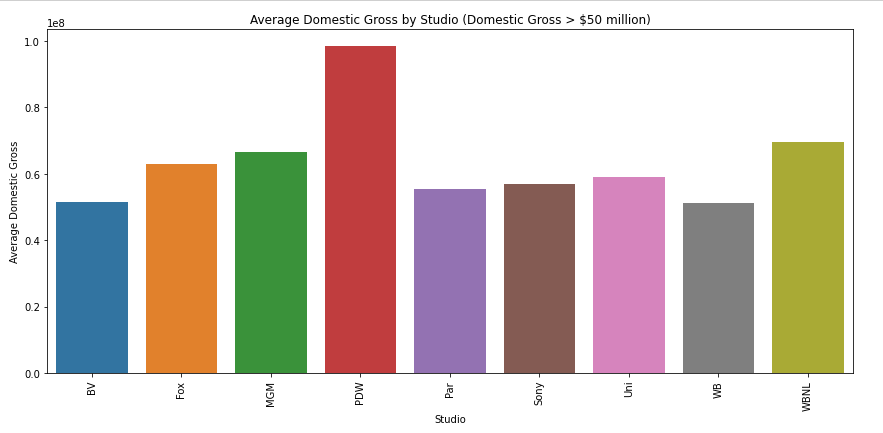 Average Domestic Gross by Studio (Domestic Gross > $50 million)
1e8
1.0
0.8
0.6
0.4
0.2
0.0
Average Domestic Gross
BV
Fox
MGM
PDW
Par
Sony
Uni
WB
WBNL
Studio